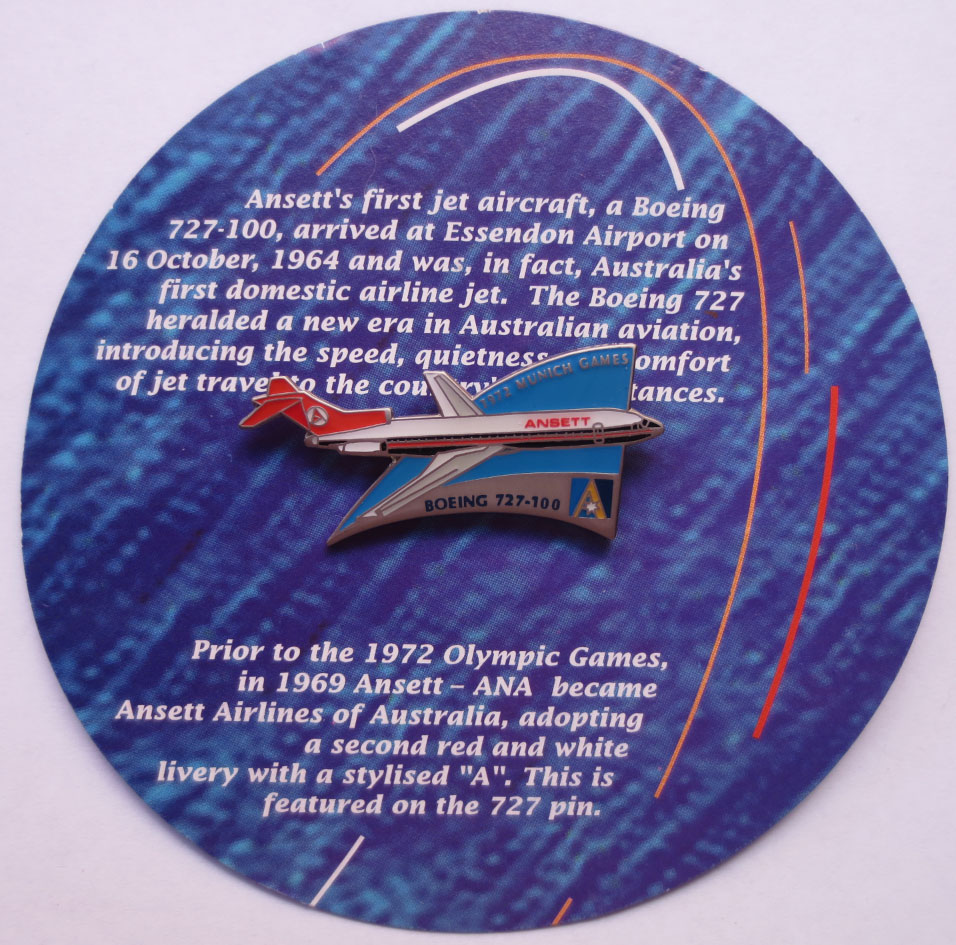 Ansett's first jet aircraft, a Boeing
727-100, arrived at Essendon Airport on
16 October, 1964 and was, in fact, Australia's
first domestic airline jet. The Boeing 727
heralded a new era in Australian aviation,
introducing the speed, quietness
of jet travel to the
1972 MUNICH GAMES
ANSETT
BOEING 727-100
A
Prior to the 1972 Olympic Games,
in 1969 Ansett – ANA became
Ansett Airlines of Australia, adopting
a second red and white
livery with a stylised "A". This is
featured on the 727 pin.